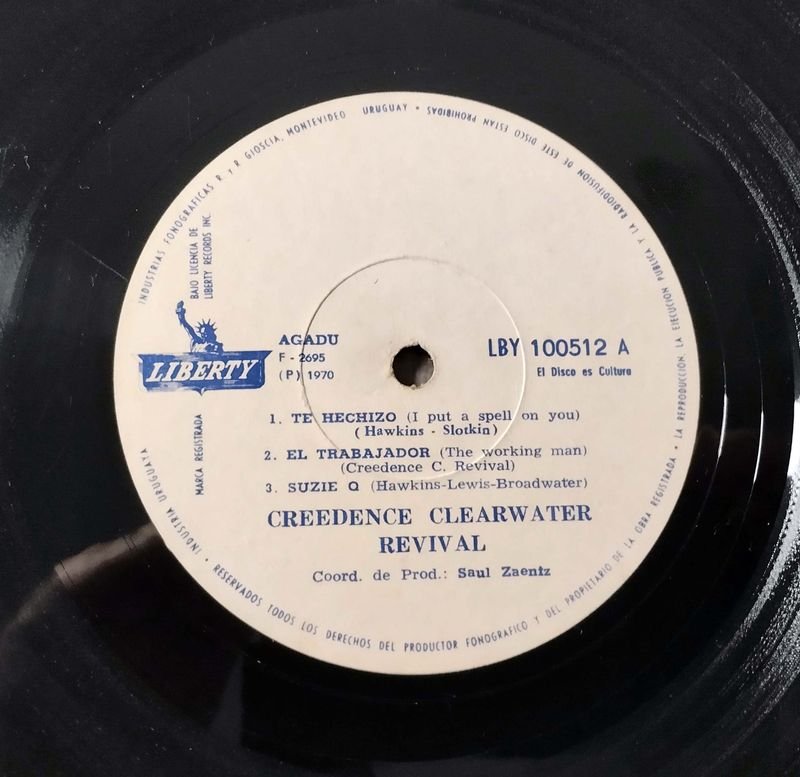 INDUSTRIAS FONOGRAFICAS R. y R. GIOSCIA, MONTEVIDEO URUGUAY •
LA REPRODUCCION, LA EJECUCION PUBLICA Y LA RADIODIFUSION DE ESTE DISCO ESTAN PROHIBIDAS
BAJO LICENCIA DE
LIBERTY RECORDS INC.
LIBERTY
MARCA REGISTRADA
AGADU
F - 2695
(P) 1970
LBY 100512 A
El Disco es Cultura
1. TE HECHIZO (I put a spell on you)
(Hawkins - Slotkin)
2. EL TRABAJADOR (The working man)
(Creedence C. Revival)
3. SUZIE Q (Hawkins-Lewis-Broadwater)
CREEDENCE CLEARWATER
REVIVAL
Coord. de Prod.: Saul Zaentz
INDUSTRIA URUGUAYA • RESERVADOS TODOS LOS DERECHOS DEL PRODUCTOR FONOGRAFICO Y DEL PROPIETARIO DE LA OBRA REGISTRADA •